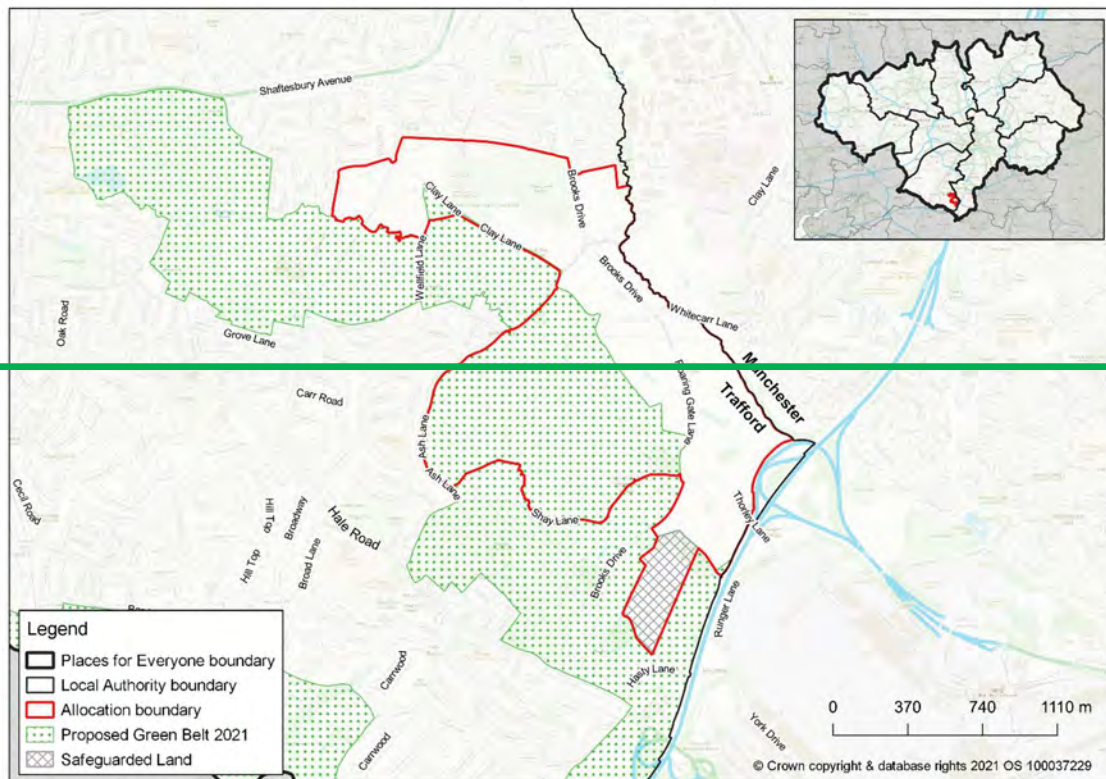 Shaftesbury Avenue
Clay Lane
Clay Lane
Brooks Drive
Clay Lane
Wellfield Lane
Brooks Drive
Whitecarr Lane
Oak Road
Grove Lane
Manchester
Trafford
Roaring Gate Lane
Carr Road
Ash Lane
Ash Lane
Cecil Road
Hill Top
Broadway
Hale Road
Shay Lane
Thorley Lane
Hill Top
Broad Lane
Brooks Drive
Runger Lane
Hasty Lane
Carrwood
Carrwood
York Drive
Legend
Places for Everyone boundary
Local Authority boundary
Allocation boundary
Proposed Green Belt 2021
Safeguarded Land
0 370 740 1110 m
© Crown copyright & database rights 2021 OS 100037229